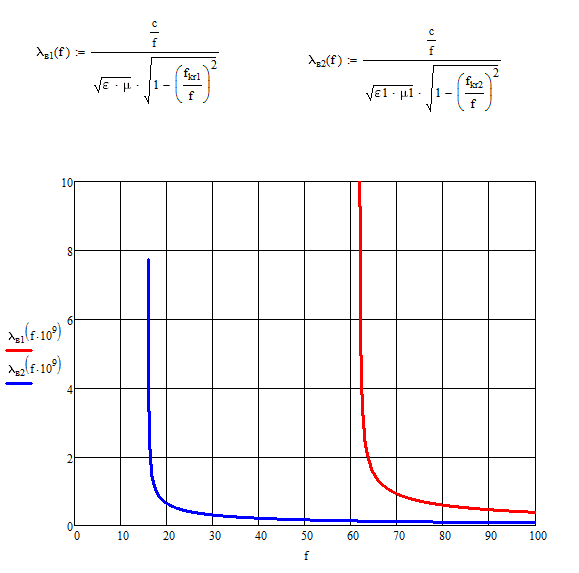 λв1(f) := (c/f) / (√(ε · μ) · √(1 − (fkr1/f)²))
λв2(f) := (c/f) / (√(ε1 · μ1) · √(1 − (fkr2/f)²))
10
8
6
4
2
0
λв1(f·10⁹)
λв2(f·10⁹)
0 10 20 30 40 50 60 70 80 90 100
f